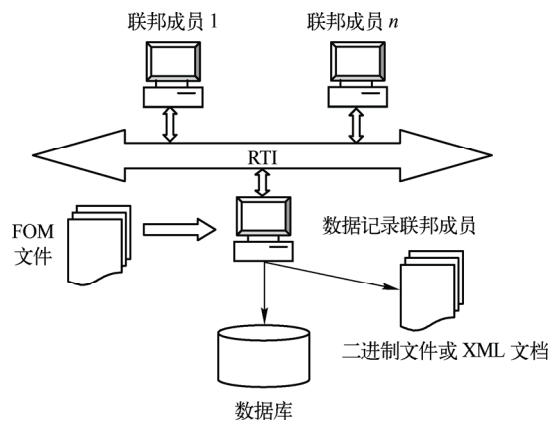 联邦成员 1
联邦成员 n
RTI
FOM
文件
数据记录联邦成员
二进制文件或 XML 文档
数据库